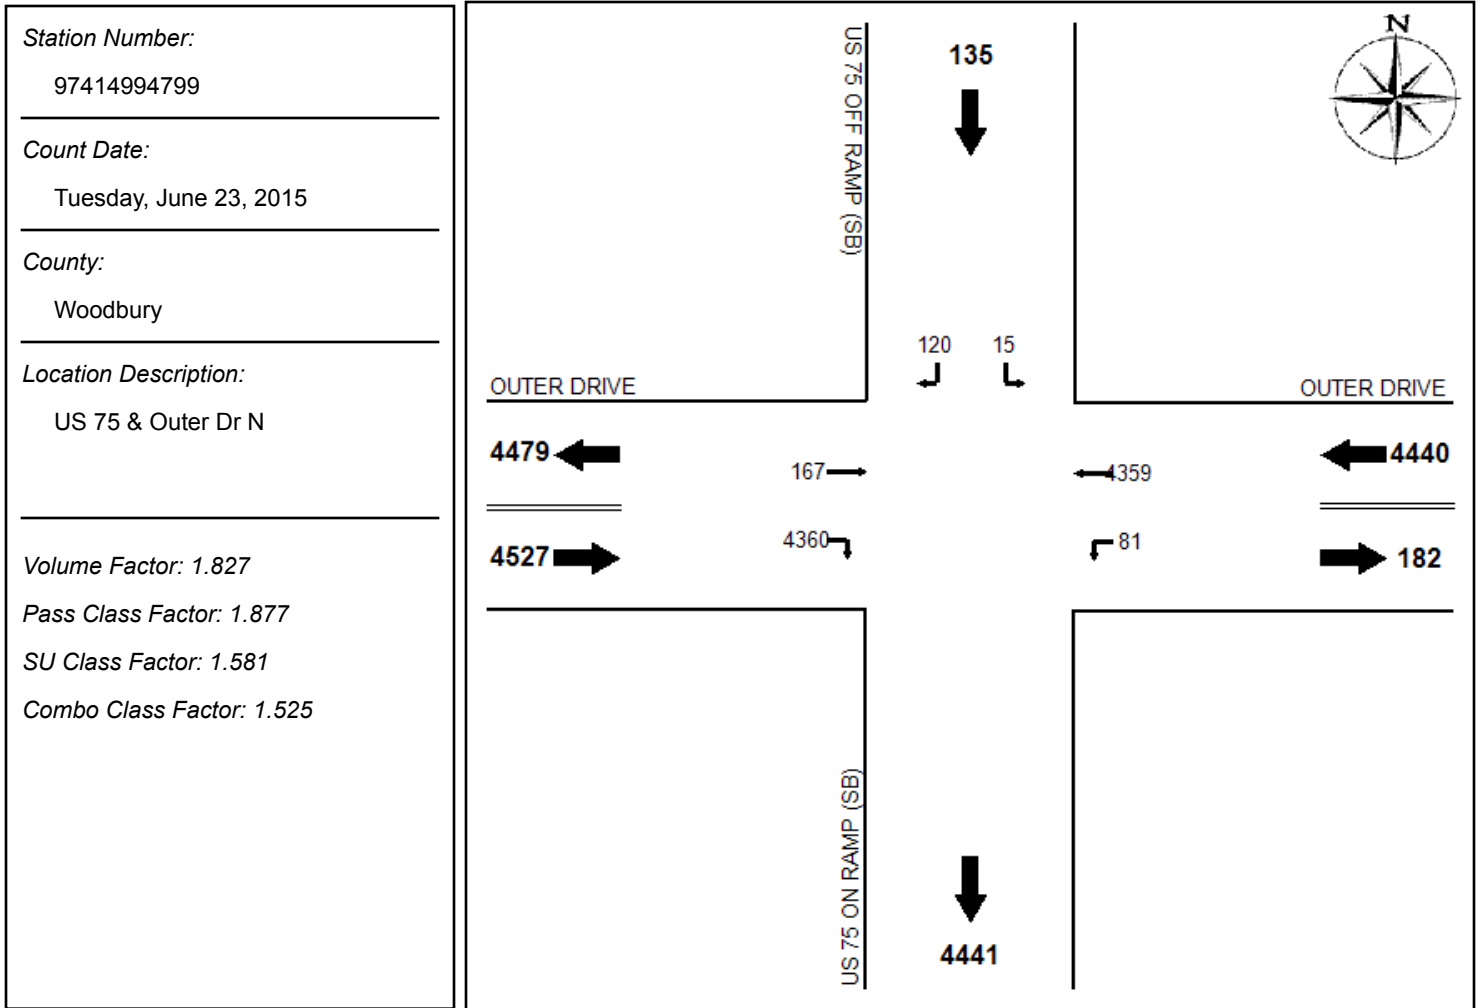 Station Number:
97414994799
Count Date:
Tuesday, June 23, 2015
County:
Woodbury
Location Description:
US 75 & Outer Dr N
Volume Factor: 1.827
Pass Class Factor: 1.877
SU Class Factor: 1.581
Combo Class Factor: 1.525
N
US 75 OFF RAMP (SB)
135
120
15
OUTER DRIVE
OUTER DRIVE
4479
4440
167
4359
4360
81
4527
182
US 75 ON RAMP (SB)
4441